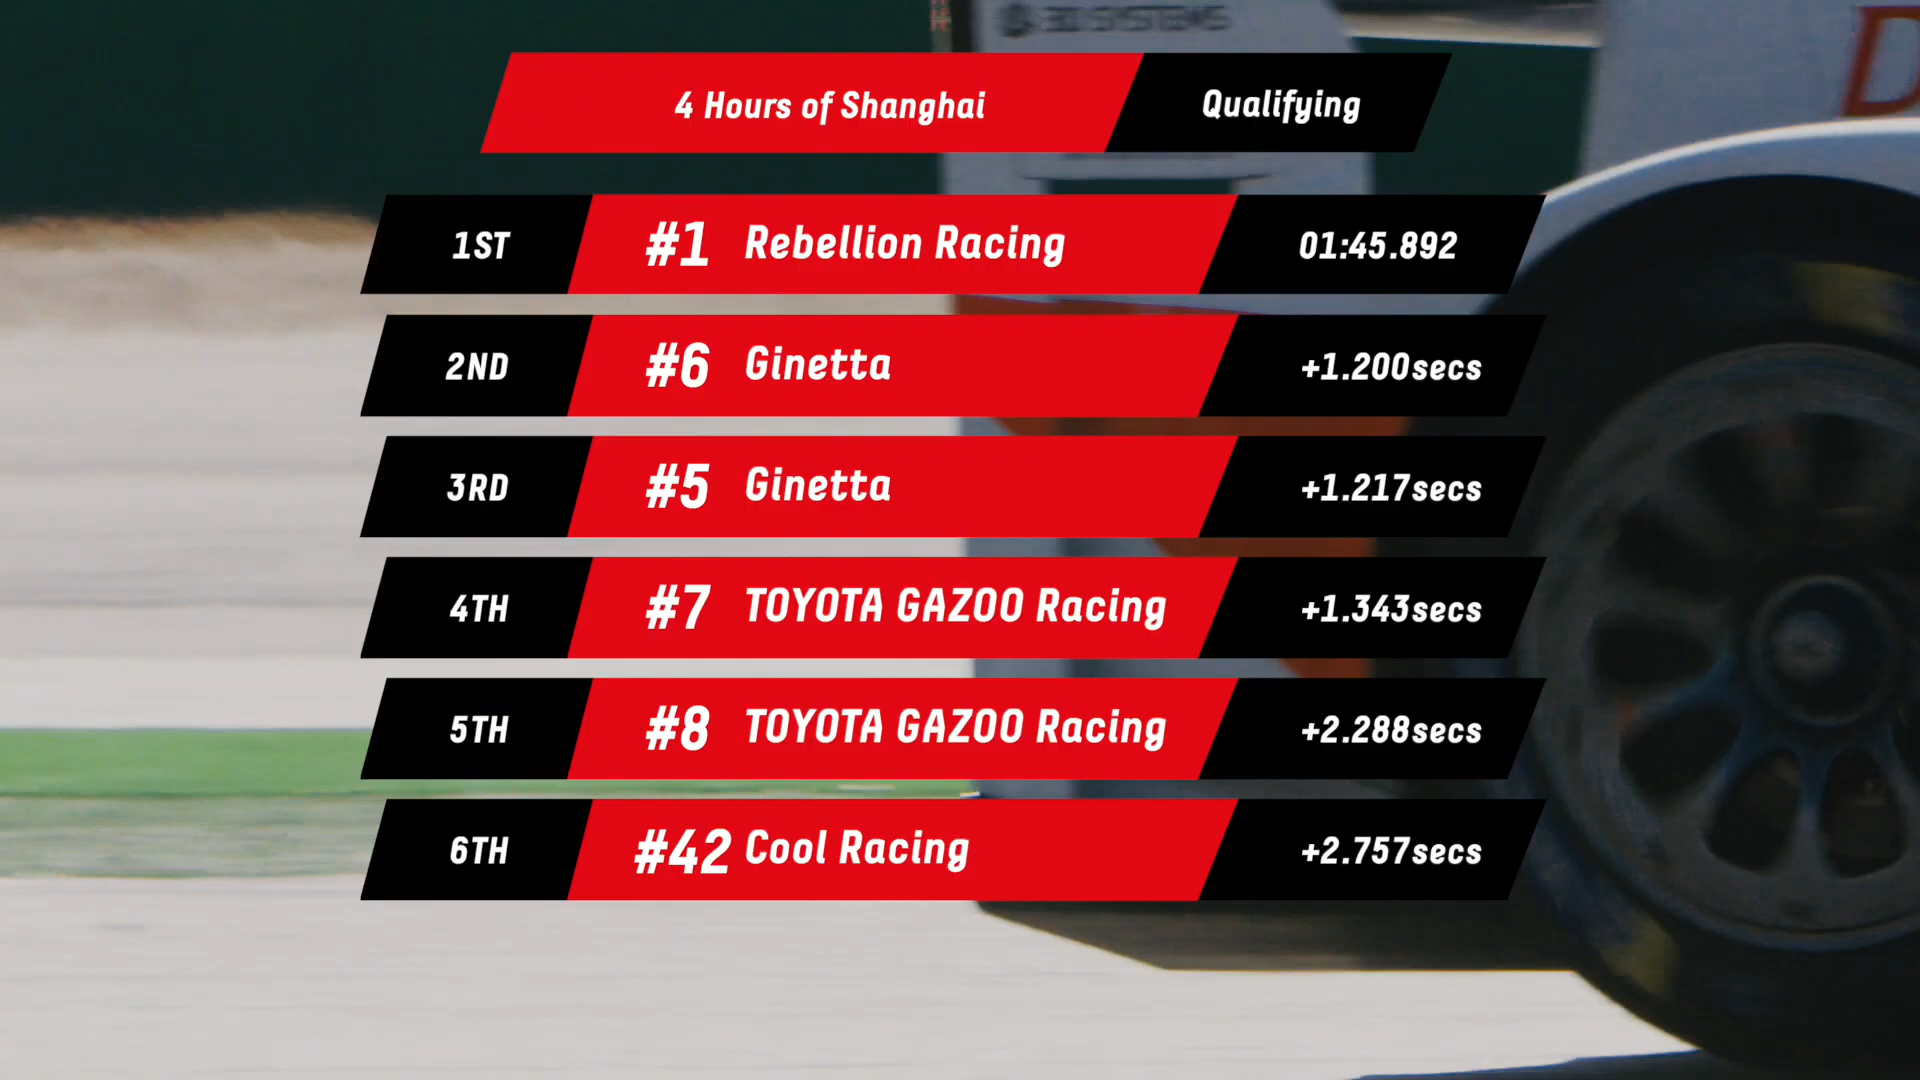 3D SYSTEMS
4 Hours of Shanghai Qualifying
1ST #1 Rebellion Racing 01:45.892
2ND #6 Ginetta +1.200secs
3RD #5 Ginetta +1.217secs
4TH #7 TOYOTA GAZOO Racing +1.343secs
5TH #8 TOYOTA GAZOO Racing +2.288secs
6TH #42 Cool Racing +2.757secs